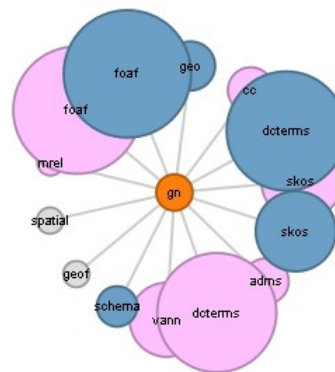 foaf
geo
foaf
cc
dcterms
mrel
skos
gn
spatial
skos
geof
adms
schema
vann
dcterms